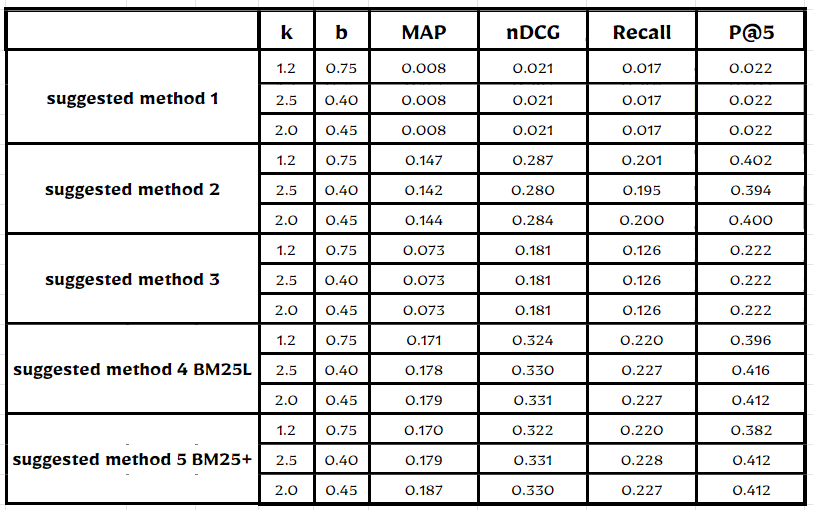 k b MAP nDCG Recall P@5
suggested method 1
1.2 0.75 0.008 0.021 0.017 0.022
2.5 0.40 0.008 0.021 0.017 0.022
2.0 0.45 0.008 0.021 0.017 0.022
suggested method 2
1.2 0.75 0.147 0.287 0.201 0.402
2.5 0.40 0.142 0.280 0.195 0.394
2.0 0.45 0.144 0.284 0.200 0.400
suggested method 3
1.2 0.75 0.073 0.181 0.126 0.222
2.5 0.40 0.073 0.181 0.126 0.222
2.0 0.45 0.073 0.181 0.126 0.222
suggested method 4 BM25L
1.2 0.75 0.171 0.324 0.220 0.396
2.5 0.40 0.178 0.330 0.227 0.416
2.0 0.45 0.179 0.331 0.227 0.412
suggested method 5 BM25+
1.2 0.75 0.170 0.322 0.220 0.382
2.5 0.40 0.179 0.331 0.228 0.412
2.0 0.45 0.187 0.330 0.227 0.412